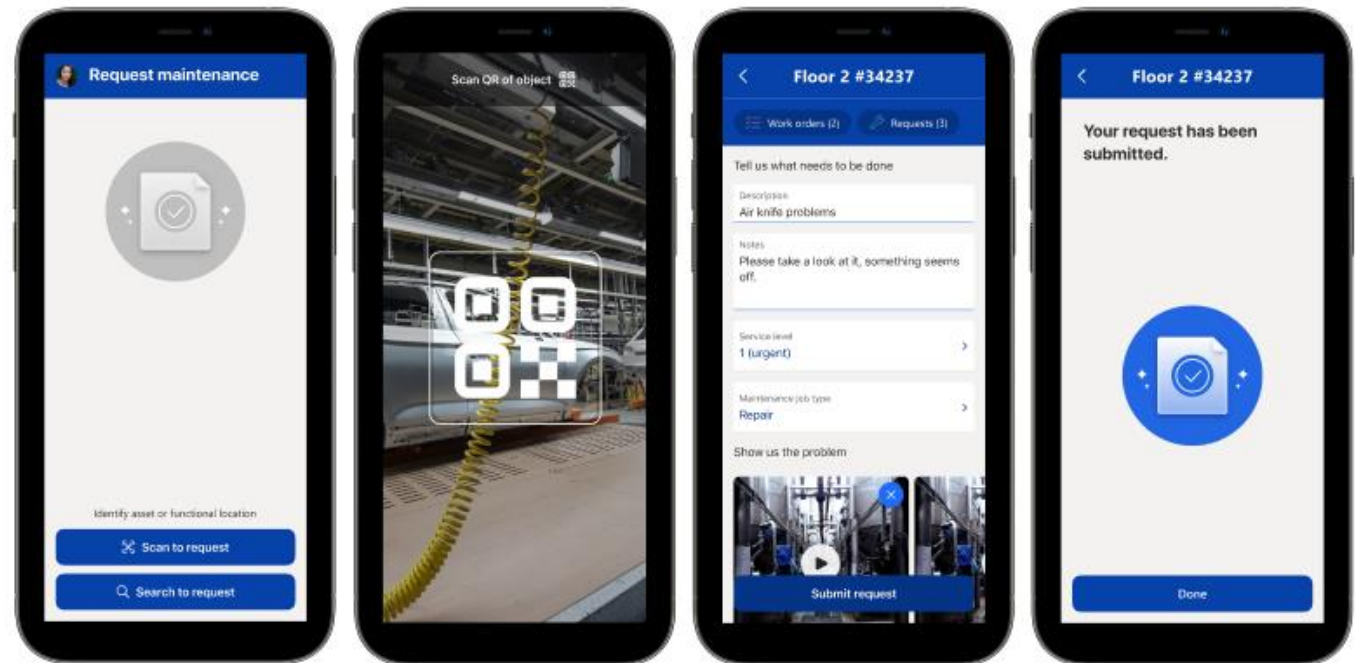 Request maintenance
Identify asset or functional location
Scan to request
Search to request
Scan QR of object
Floor 2 #34237
Work orders (2)
Requests (3)
Tell us what needs to be done
Description
Air knife problems
Notes
Please take a look at it, something seems
off.
Service level
1 (urgent)
Maintenance job type
Repair
Show us the problem
Submit request
Floor 2 #34237
Your request has been
submitted.
Done